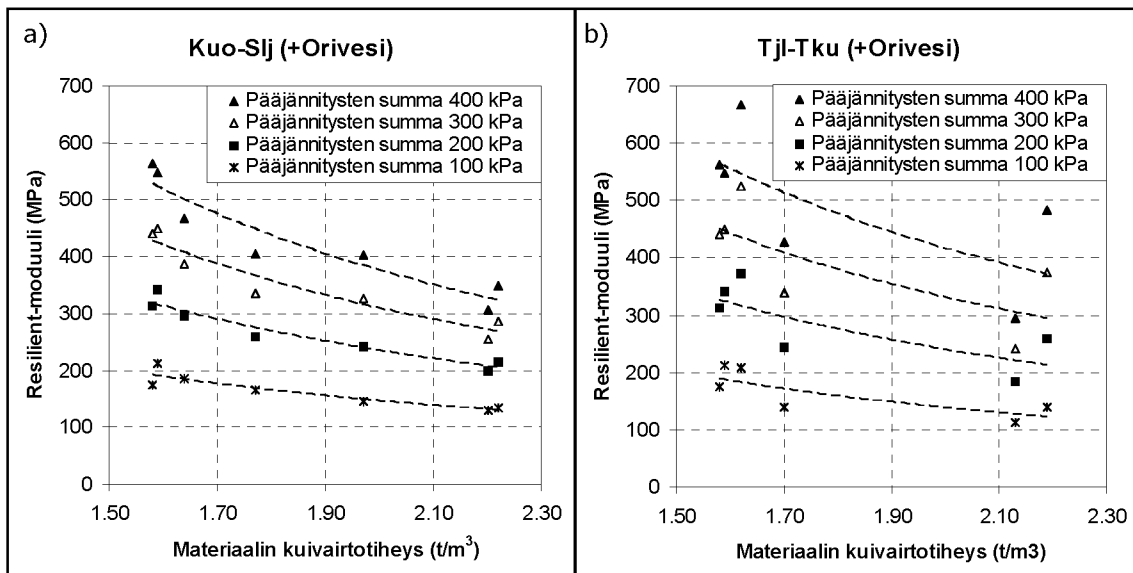 a)
Kuo-Slj (+Orivesi)
Pääjännitysten summa 400 kPa
Pääjännitysten summa 300 kPa
Pääjännitysten summa 200 kPa
Pääjännitysten summa 100 kPa
Resilient-moduuli (MPa)
700
600
500
400
300
200
100
0
1.50 1.70 1.90 2.10 2.30
Materiaalin kuivairtotiheys (t/m³)
b)
Tjl-Tku (+Orivesi)
Pääjännitysten summa 400 kPa
Pääjännitysten summa 300 kPa
Pääjännitysten summa 200 kPa
Pääjännitysten summa 100 kPa
Resilient-moduuli (MPa)
700
600
500
400
300
200
100
0
1.50 1.70 1.90 2.10 2.30
Materiaalin kuivairtotiheys (t/m3)